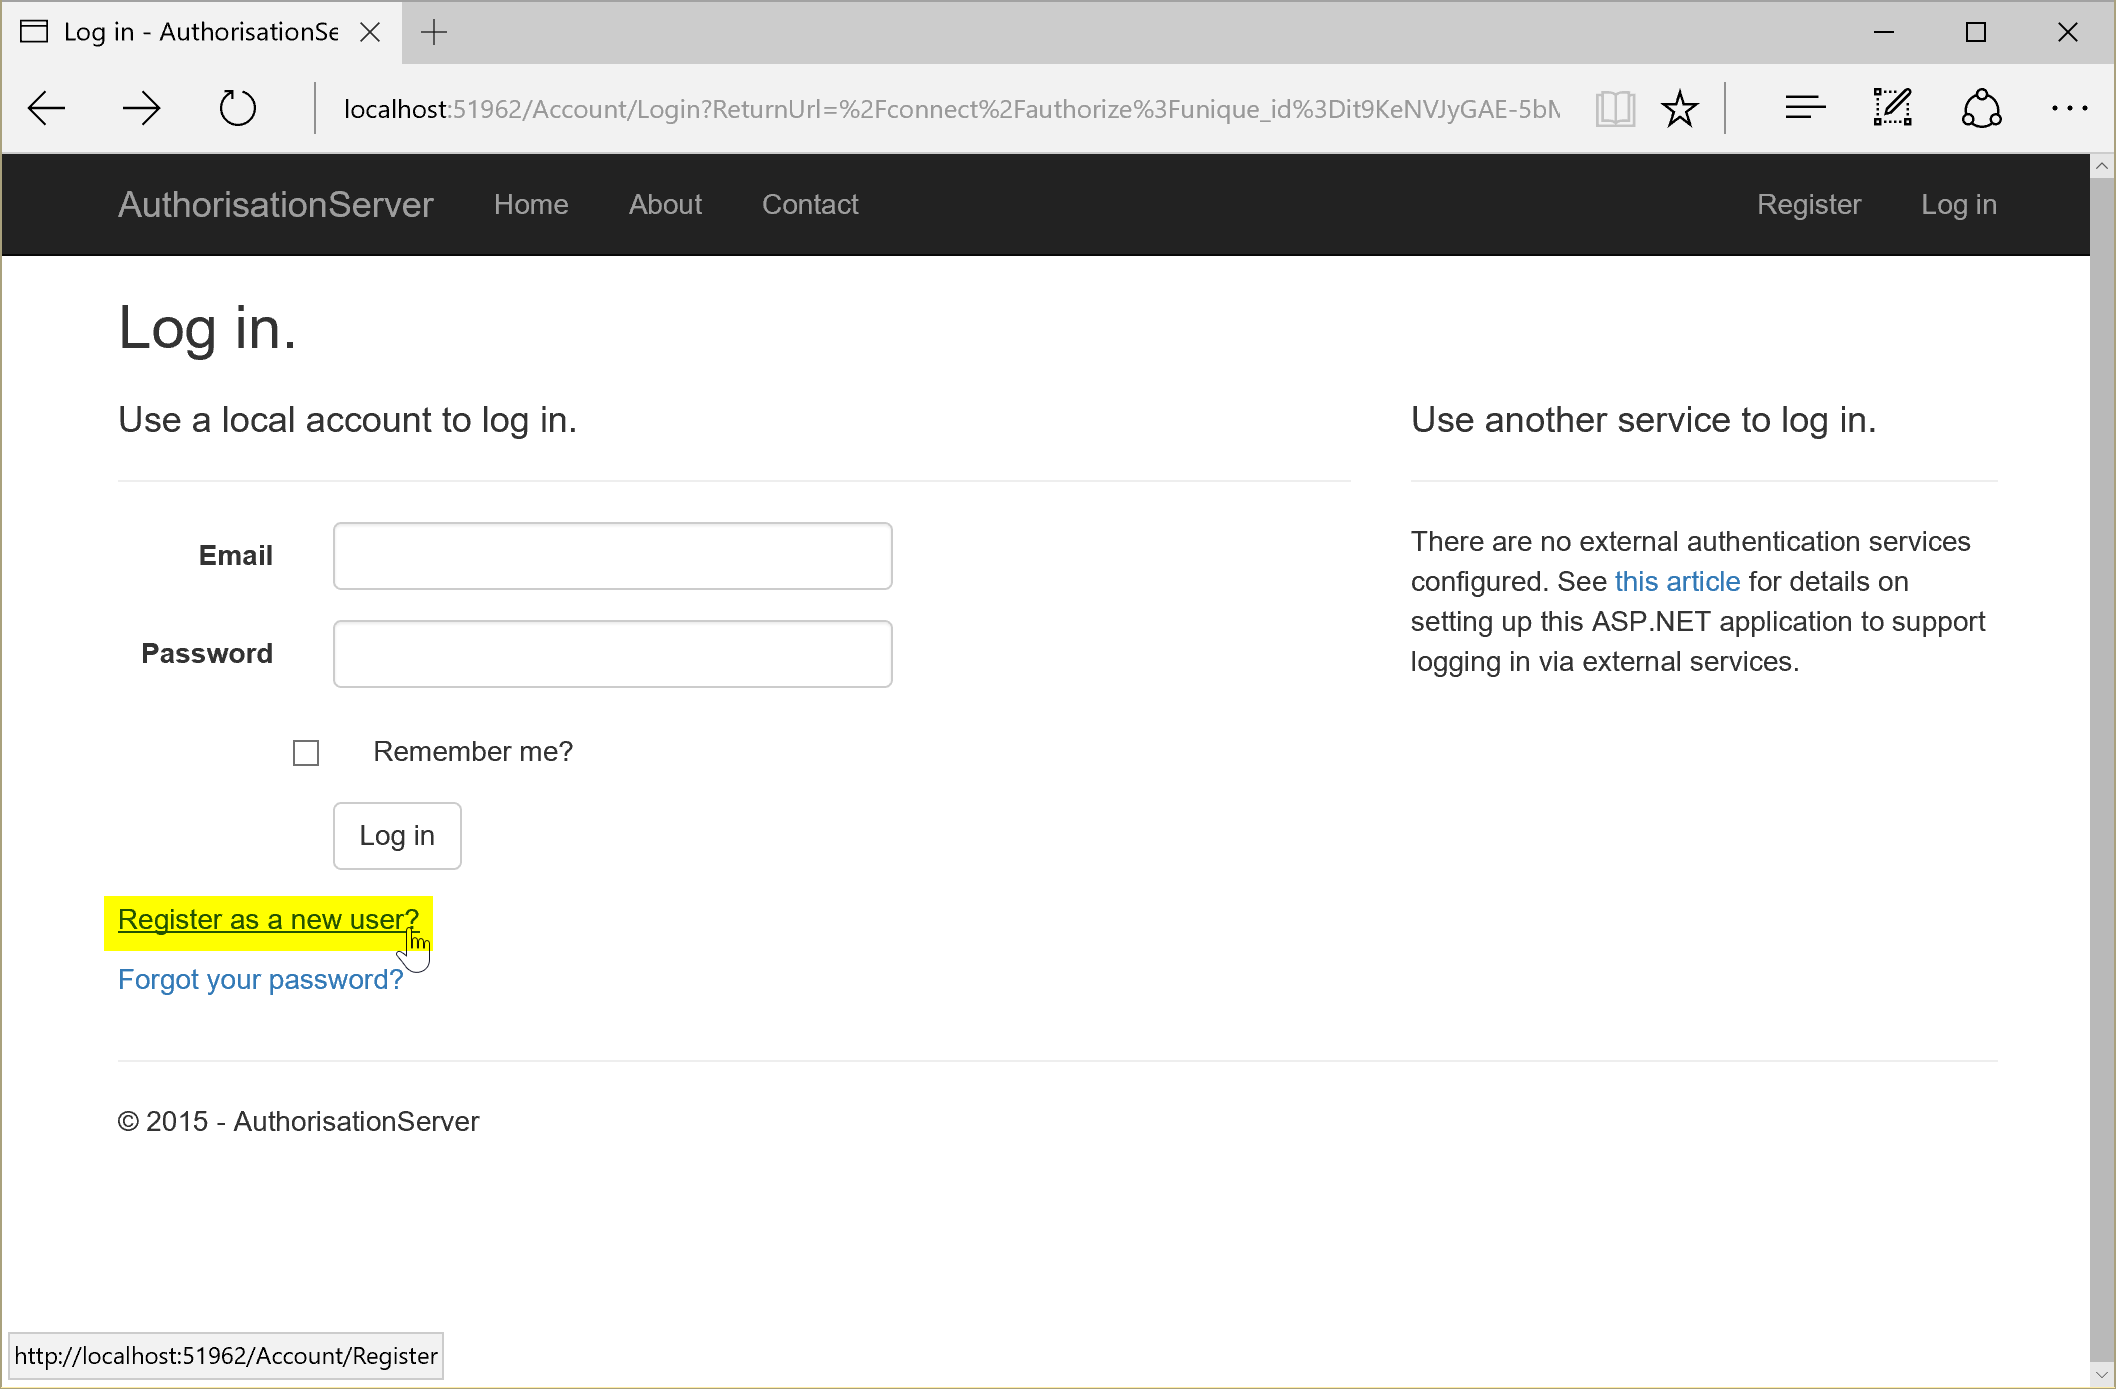 Log in - AuthorisationSe
localhost:51962/Account/Login?ReturnUrl=%2Fconnect%2Fauthorize%3Funique_id%3Dit9KeNVJyGAE-5bM
AuthorisationServer Home About Contact Register Log in
Log in.
Use a local account to log in.
Use another service to log in.
Email
Password
Remember me?
Log in
Register as a new user?
Forgot your password?
There are no external authentication services
configured. See this article for details on
setting up this ASP.NET application to support
logging in via external services.
© 2015 - AuthorisationServer
http://localhost:51962/Account/Register